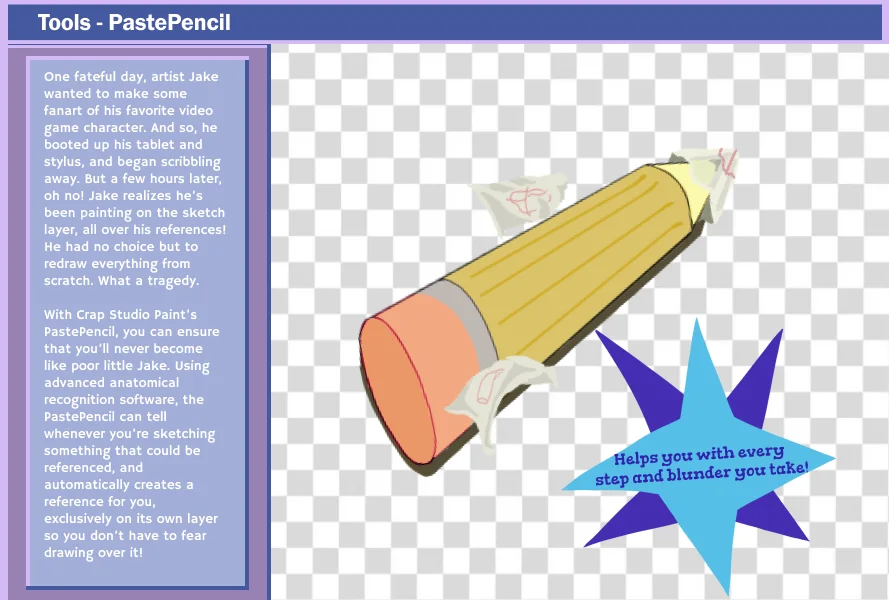 Tools - PastePencil
One fateful day, artist Jake
wanted to make some
fanart of his favorite video
game character. And so, he
booted up his tablet and
stylus, and began scribbling
away. But a few hours later,
oh no! Jake realizes he's
been painting on the sketch
layer, all over his references!
He had no choice but to
redraw everything from
scratch. What a tragedy.
With Crap Studio Paint's
PastePencil, you can ensure
that you'll never become
like poor little Jake. Using
advanced anatomical
recognition software, the
PastePencil can tell
whenever you're sketching
something that could be
referenced, and
automatically creates a
reference for you,
exclusively on its own layer
so you don't have to fear
drawing over it!
Helps you with every
step and blunder you take!